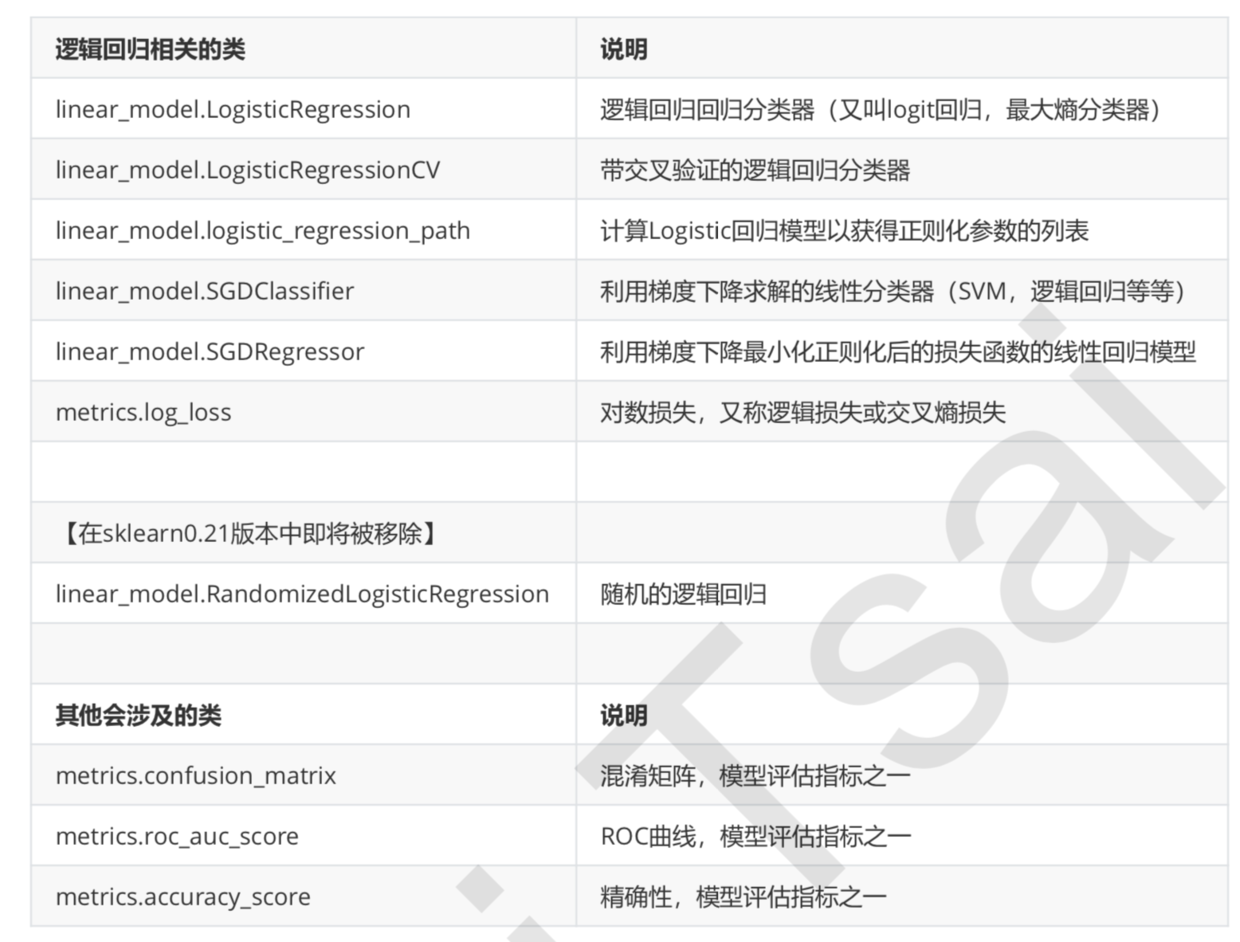 逻辑回归相关的类 说明
linear_model.LogisticRegression 逻辑回归回归分类器（又叫logit回归，最大熵分类器）
linear_model.LogisticRegressionCV 带交叉验证的逻辑回归分类器
linear_model.logistic_regression_path 计算Logistic回归模型以获得正则化参数的列表
linear_model.SGDClassifier 利用梯度下降求解的线性分类器（SVM，逻辑回归等等）
linear_model.SGDRegressor 利用梯度下降最小化正则化后的损失函数的线性回归模型
metrics.log_loss 对数损失，又称逻辑损失或交叉熵损失
【在sklearn0.21版本中即将被移除】
linear_model.RandomizedLogisticRegression 随机的逻辑回归
其他会涉及的类 说明
metrics.confusion_matrix 混淆矩阵，模型评估指标之一
metrics.roc_auc_score ROC曲线，模型评估指标之一
metrics.accuracy_score 精确性，模型评估指标之一
Tsai